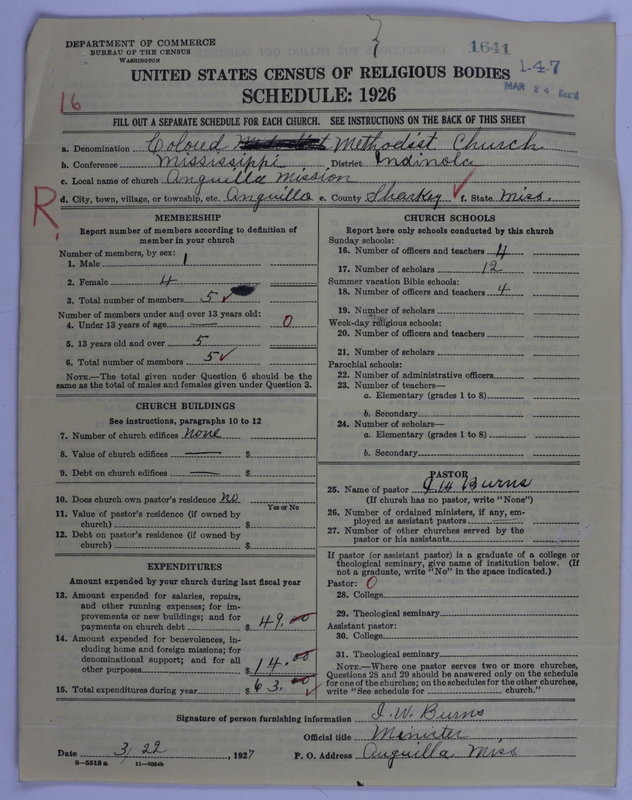 DEPARTMENT OF COMMERCE
BUREAU OF THE CENSUS
WASHINGTON
1641
1-4-7
MAR 24
UNITED STATES CENSUS OF RELIGIOUS BODIES
SCHEDULE: 1926
16
FILL OUT A SEPARATE SCHEDULE FOR EACH CHURCH. SEE INSTRUCTIONS ON THE BACK OF THIS SHEET
a. Denomination Colored Methodist Church
b. Conference Mississippi District Indinola
c. Local name of church Anguilla Mission
d. City, town, village, or township, etc. Anguilla e. County Sharkey f. State Miss.
R.
MEMBERSHIP
Report number of members according to definition of
member in your church
Number of members, by sex:
1. Male 1
2. Female 4
3. Total number of members 5 ✓
Number of members under and over 13 years old:
4. Under 13 years of age — 0
5. 13 years old and over 5
6. Total number of members 5 ✓
NOTE.—The total given under Question 6 should be the
same as the total of males and females given under Question 3.
CHURCH BUILDINGS
See instructions, paragraphs 10 to 12
7. Number of church edifices None
8. Value of church edifices — $
9. Debt on church edifices — $
10. Does church own pastor's residence no
Yes or No
11. Value of pastor's residence (if owned by
church) $
12. Debt on pastor's residence (if owned by
church) $
EXPENDITURES
Amount expended by your church during last fiscal year
13. Amount expended for salaries, repairs,
and other running expenses; for im-
provements or new buildings; and for
payments on church debt $ 49.00
14. Amount expended for benevolences, in-
cluding home and foreign missions; for
denominational support; and for all
other purposes $ 14.00
15. Total expenditures during year $ 63.00 ✓
CHURCH SCHOOLS
Report here only schools conducted by this church
Sunday schools:
16. Number of officers and teachers 4
17. Number of scholars 12
Summer vacation Bible schools:
18. Number of officers and teachers 4
19. Number of scholars
Week-day religious schools:
20. Number of officers and teachers
21. Number of scholars
Parochial schools:
22. Number of administrative officers
23. Number of teachers—
a. Elementary (grades 1 to 8)
b. Secondary
24. Number of scholars—
a. Elementary (grades 1 to 8)
b. Secondary
PASTOR
25. Name of pastor I W Burns
(If church has no pastor, write "None")
26. Number of ordained ministers, if any, em-
ployed as assistant pastors
27. Number of other churches served by the
pastor or his assistants
If pastor (or assistant pastor) is a graduate of a college or
theological seminary, give name of institution below. (If
not a graduate, write "No" in the space indicated.)
Pastor: 0
28. College
29. Theological seminary
Assistant pastor:
30. College
31. Theological seminary
NOTE.—Where one pastor serves two or more churches,
Questions 28 and 29 should be answered only on the schedule
for one of the churches; on the schedules for the other churches,
write "See schedule for church."
Signature of person furnishing information I. W. Burns
Official title Minister
Date 3/22, 1927 P. O. Address Anguilla Miss
8-5518a